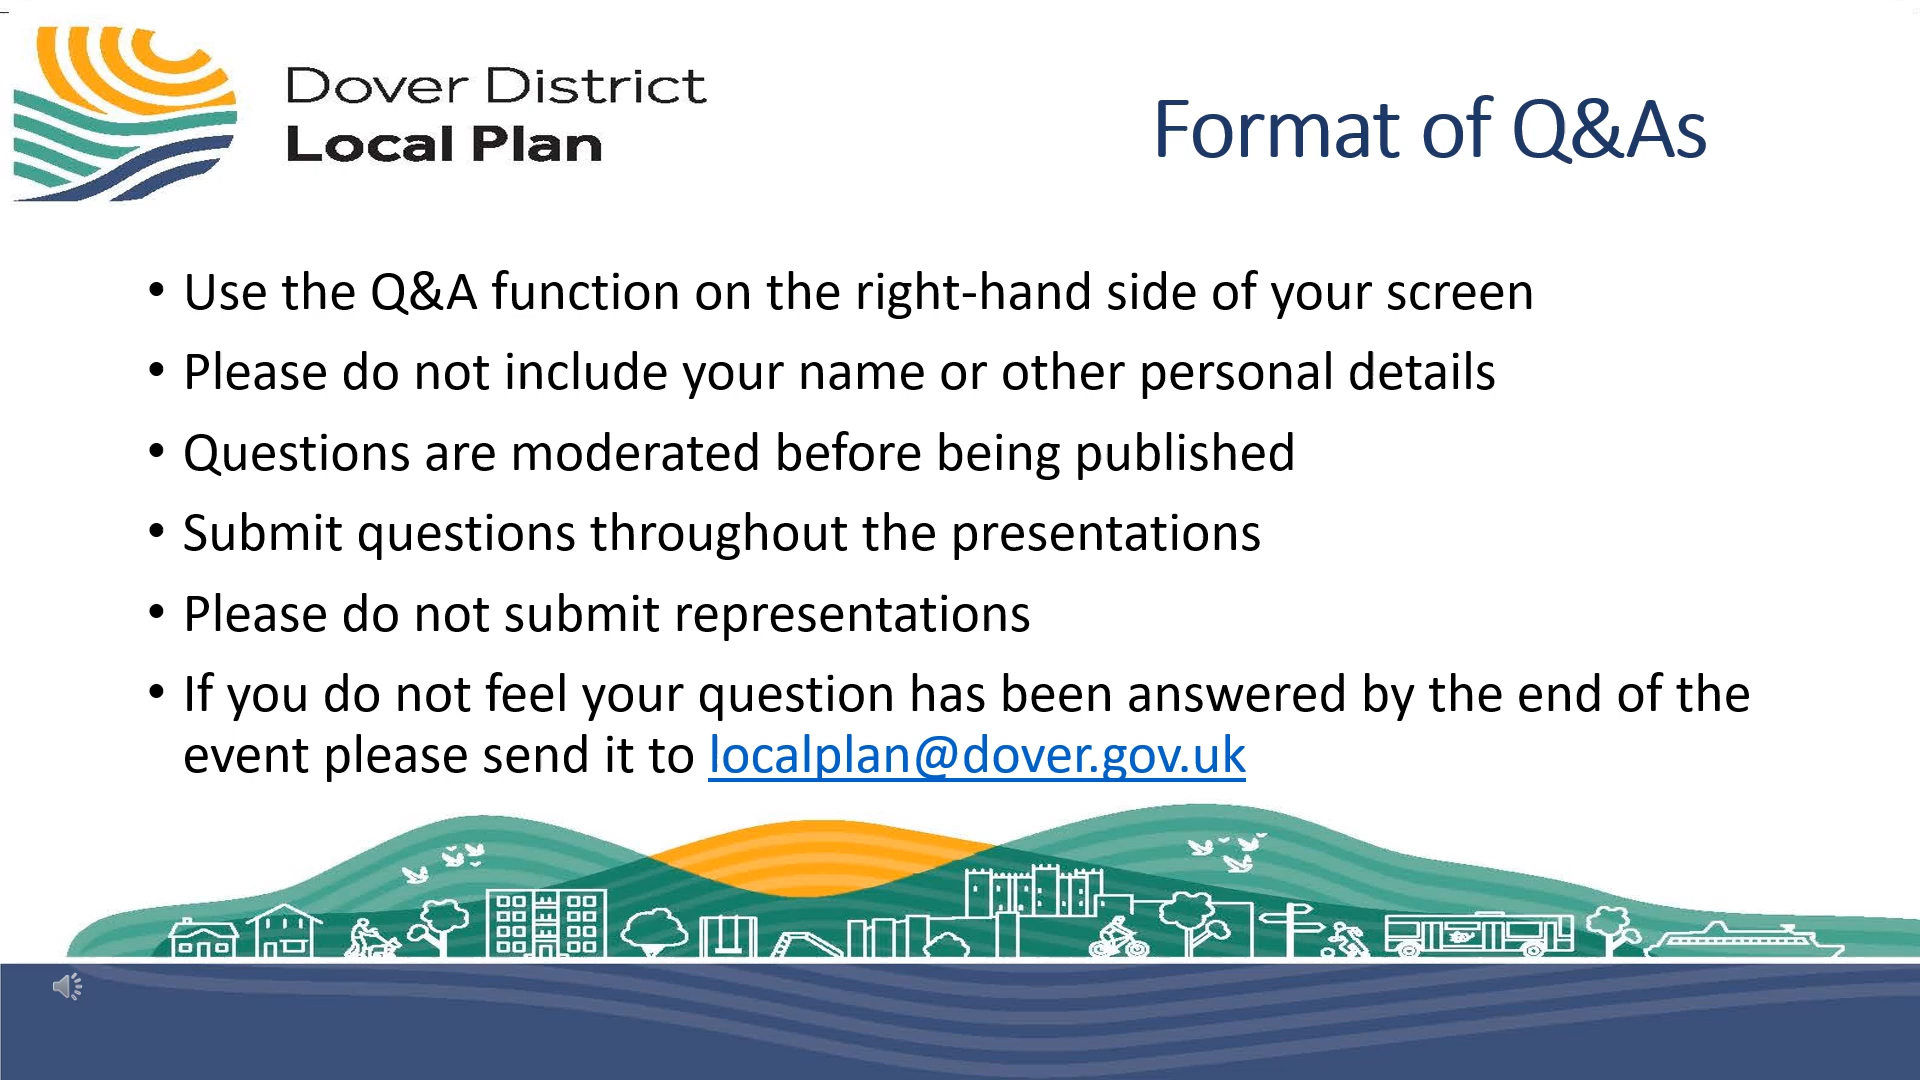 Dover District
Local Plan
Format of Q&As
• Use the Q&A function on the right-hand side of your screen
• Please do not include your name or other personal details
• Questions are moderated before being published
• Submit questions throughout the presentations
• Please do not submit representations
• If you do not feel your question has been answered by the end of the
event please send it to localplan@dover.gov.uk